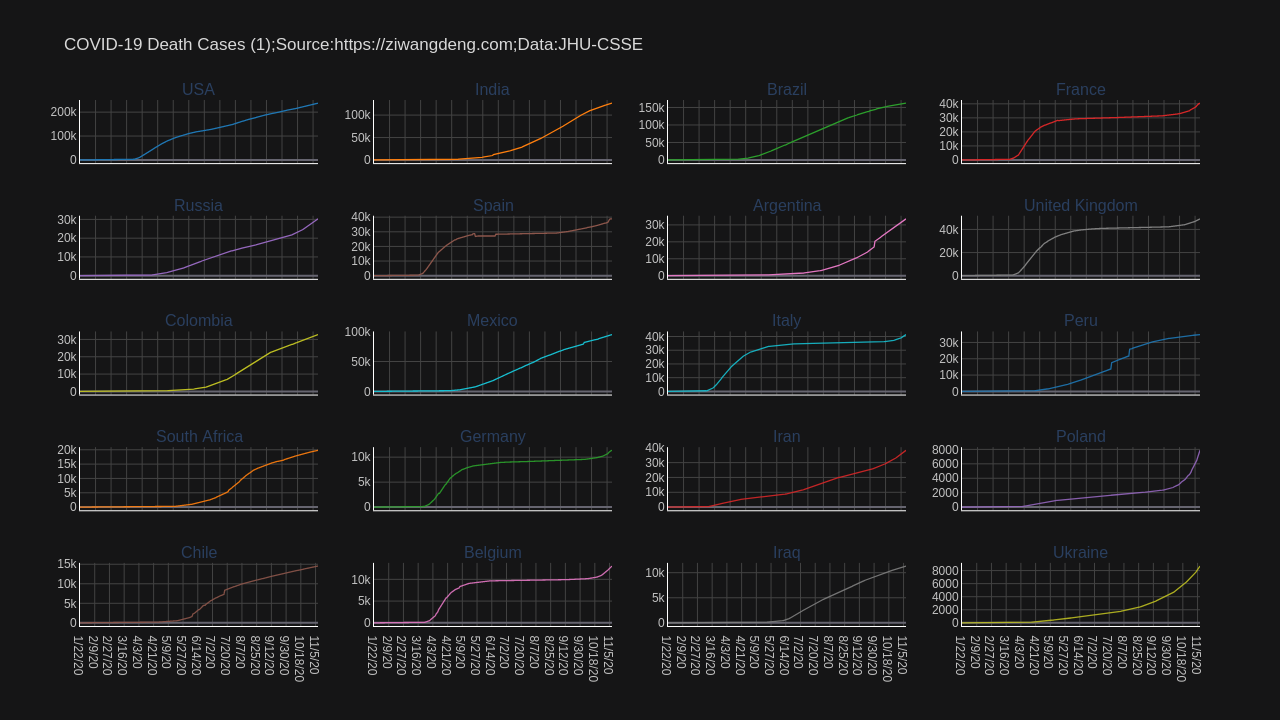 COVID-19 Death Cases (1);Source:https://ziwangdeng.com;Data:JHU-CSSE
USA
200k
100k
0
India
100k
50k
0
Brazil
150k
100k
50k
0
France
40k
30k
20k
10k
0
Russia
30k
20k
10k
0
Spain
40k
30k
20k
10k
0
Argentina
30k
20k
10k
0
United Kingdom
40k
20k
0
Colombia
30k
20k
10k
0
Mexico
100k
50k
0
Italy
40k
30k
20k
10k
0
Peru
30k
20k
10k
0
South Africa
20k
15k
10k
5k
0
Germany
10k
5k
0
Iran
40k
30k
20k
10k
0
Poland
8000
6000
4000
2000
0
Chile
15k
10k
5k
0
1/22/20 2/9/20 2/27/20 3/16/20 4/3/20 4/21/20 5/9/20 5/27/20 6/14/20 7/2/20 7/20/20 8/7/20 8/25/20 9/12/20 9/30/20 10/18/20 11/5/20
Belgium
10k
5k
0
1/22/20 2/9/20 2/27/20 3/16/20 4/3/20 4/21/20 5/9/20 5/27/20 6/14/20 7/2/20 7/20/20 8/7/20 8/25/20 9/12/20 9/30/20 10/18/20 11/5/20
Iraq
10k
5k
0
1/22/20 2/9/20 2/27/20 3/16/20 4/3/20 4/21/20 5/9/20 5/27/20 6/14/20 7/2/20 7/20/20 8/7/20 8/25/20 9/12/20 9/30/20 10/18/20 11/5/20
Ukraine
8000
6000
4000
2000
0
1/22/20 2/9/20 2/27/20 3/16/20 4/3/20 4/21/20 5/9/20 5/27/20 6/14/20 7/2/20 7/20/20 8/7/20 8/25/20 9/12/20 9/30/20 10/18/20 11/5/20